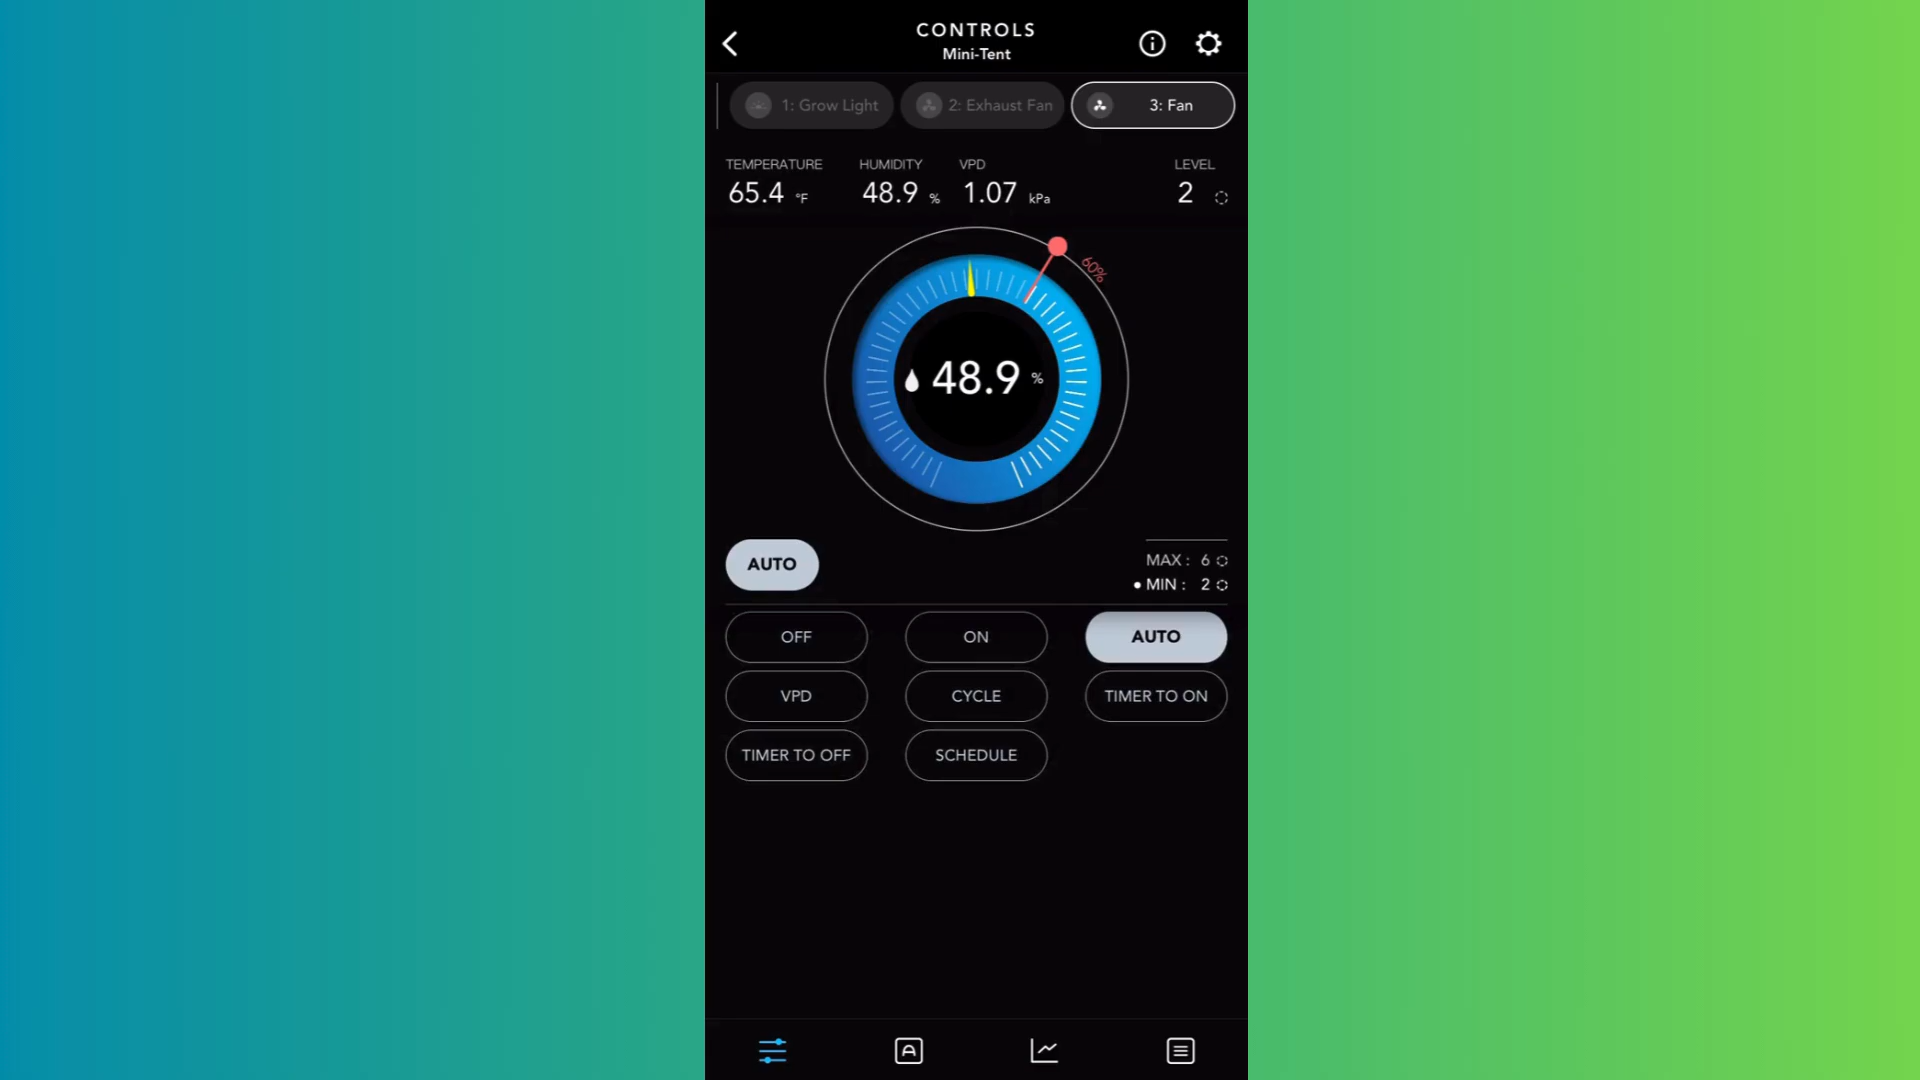 CONTROLS
Mini-Tent
1: Grow Light
2: Exhaust Fan
3: Fan
TEMPERATURE
65.4 °F
HUMIDITY
48.9 %
VPD
1.07 kPa
LEVEL
2
60%
48.9 %
AUTO
MAX : 6
• MIN : 2
OFF
ON
AUTO
VPD
CYCLE
TIMER TO ON
TIMER TO OFF
SCHEDULE